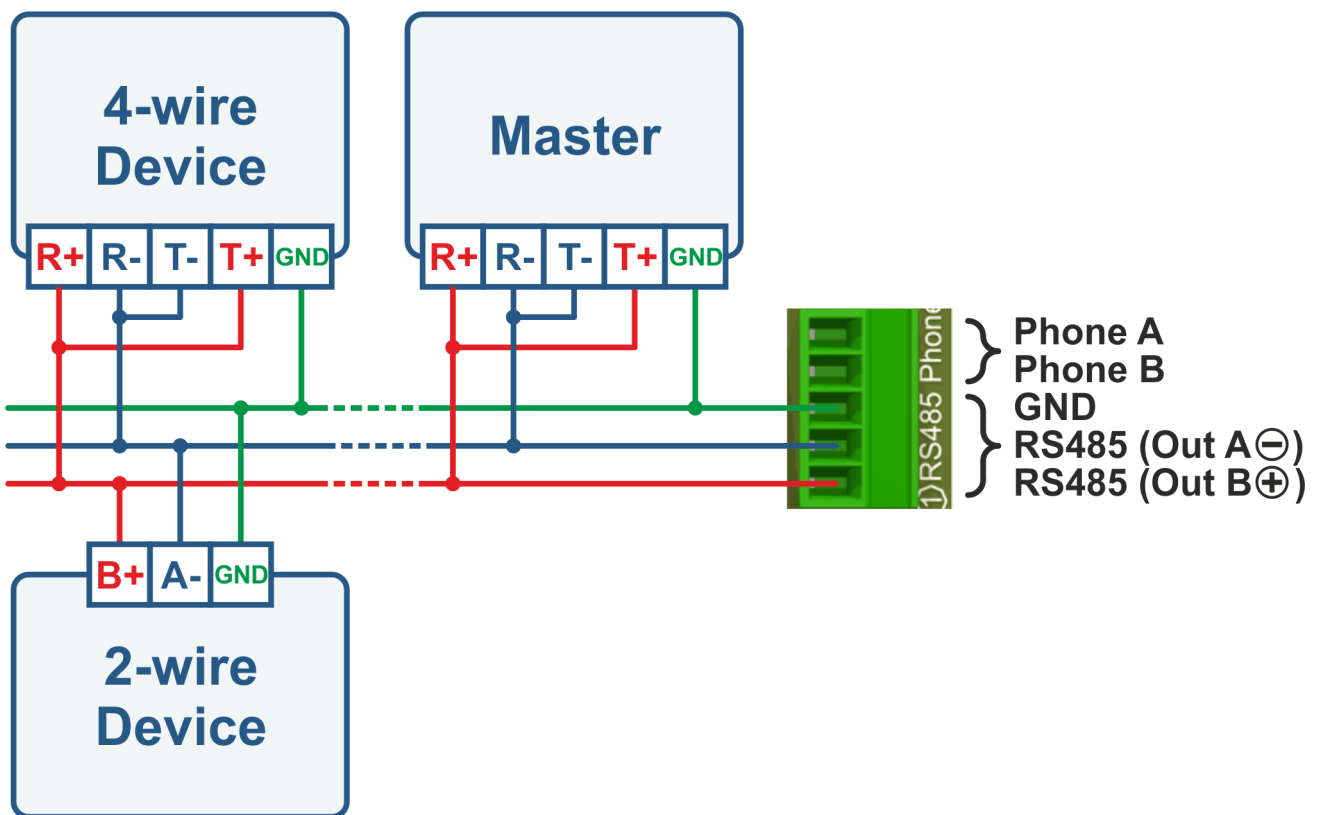 4-wire
Device
R+ R- T- T+ GND
Master
R+ R- T- T+ GND
(1)RS485 Phone
Phone A
Phone B
GND
RS485 (Out A⊖)
RS485 (Out B⊕)
B+ A- GND
2-wire
Device